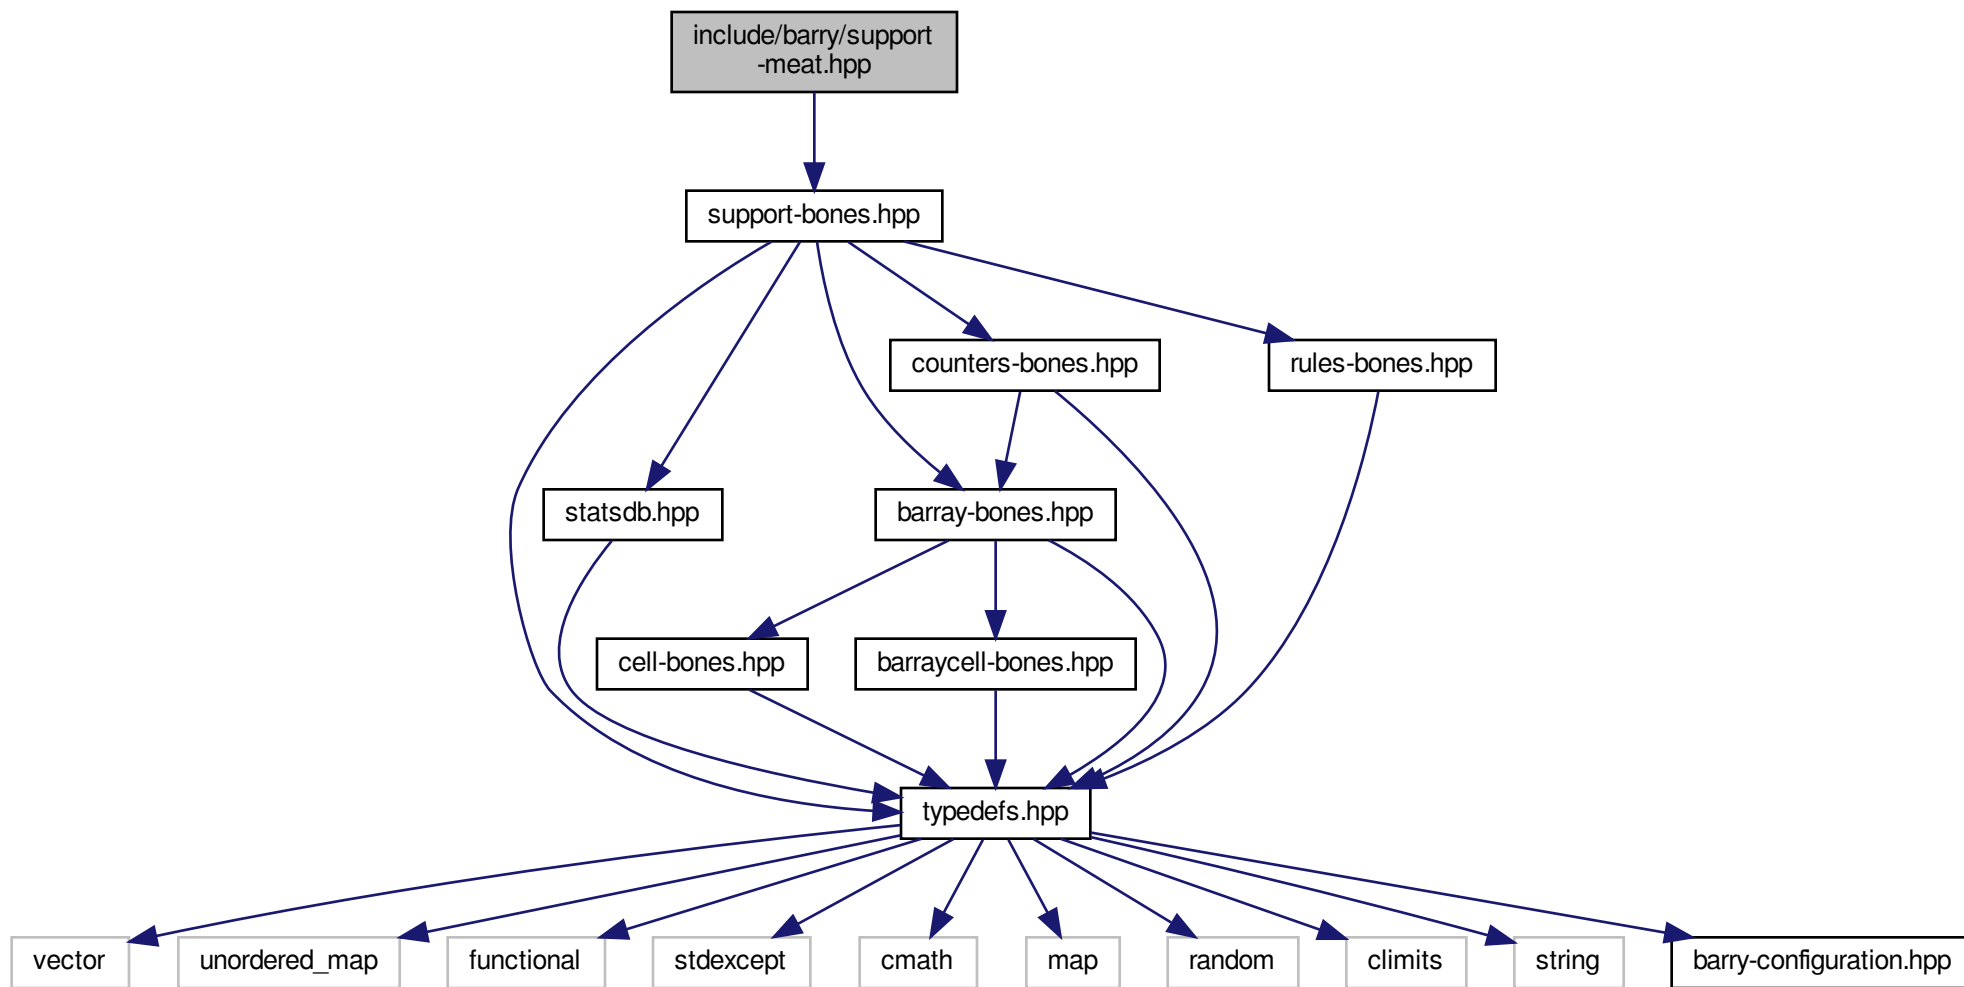 include/barry/support
-meat.hpp
support-bones.hpp
counters-bones.hpp
rules-bones.hpp
statsdb.hpp
barray-bones.hpp
cell-bones.hpp
barraycell-bones.hpp
typedefs.hpp
vector
unordered_map
functional
stdexcept
cmath
map
random
climits
string
barry-configuration.hpp